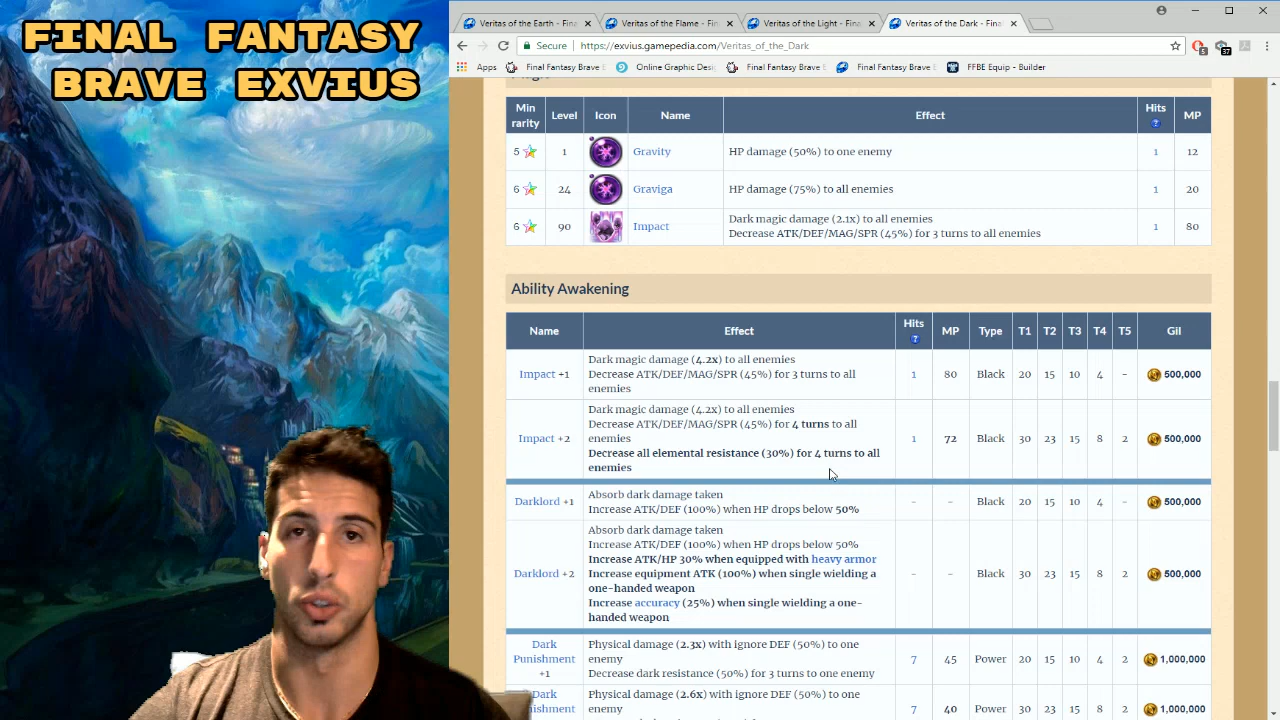 FINAL FANTASY
BRAVE EXVIUS
Veritas of the Earth - Fina
Veritas of the Flame - Fin
Veritas of the Light - Fina
Veritas of the Dark - Fina
Secure
https://exvius.gamepedia.com/Veritas_of_the_Dark
Apps
Final Fantasy Brave E
Online Graphic Desi
Final Fantasy Brave E
Final Fantasy Brave E
FFBE Equip - Builder
Min rarity Level Icon Name Effect Hits MP
5 1 Gravity HP damage (50%) to one enemy 1 12
6 24 Graviga HP damage (75%) to all enemies 1 20
6 90 Impact Dark magic damage (2.1x) to all enemies 1 80
Decrease ATK/DEF/MAG/SPR (45%) for 3 turns to all enemies
Ability Awakening
Name Effect Hits MP Type T1 T2 T3 T4 T5 Gil
Dark magic damage (4.2x) to all enemies
Impact +1 Decrease ATK/DEF/MAG/SPR (45%) for 3 turns to all 1 80 Black 20 15 10 4 - 500,000
enemies
Dark magic damage (4.2x) to all enemies
Decrease ATK/DEF/MAG/SPR (45%) for 4 turns to all
Impact +2 enemies 1 72 Black 30 23 15 8 2 500,000
Decrease all elemental resistance (30%) for 4 turns to all
enemies
Absorb dark damage taken
Darklord +1 - - Black 20 15 10 4 - 500,000
Increase ATK/DEF (100%) when HP drops below 50%
Absorb dark damage taken
Increase ATK/DEF (100%) when HP drops below 50%
Increase ATK/HP 30% when equipped with heavy armor
Darklord +2 Increase equipment ATK (100%) when single wielding a - - Black 30 23 15 8 2 500,000
one-handed weapon
Increase accuracy (25%) when single wielding a one-
handed weapon
Dark Physical damage (2.3x) with ignore DEF (50%) to one
Punishment enemy 7 45 Power 20 15 10 4 2 1,000,000
+1 Decrease dark resistance (50%) for 3 turns to one enemy
Dark Physical damage (2.6x) with ignore DEF (50%) to one
enemy 7 40 Power 30 23 15 8 2 1,000,000